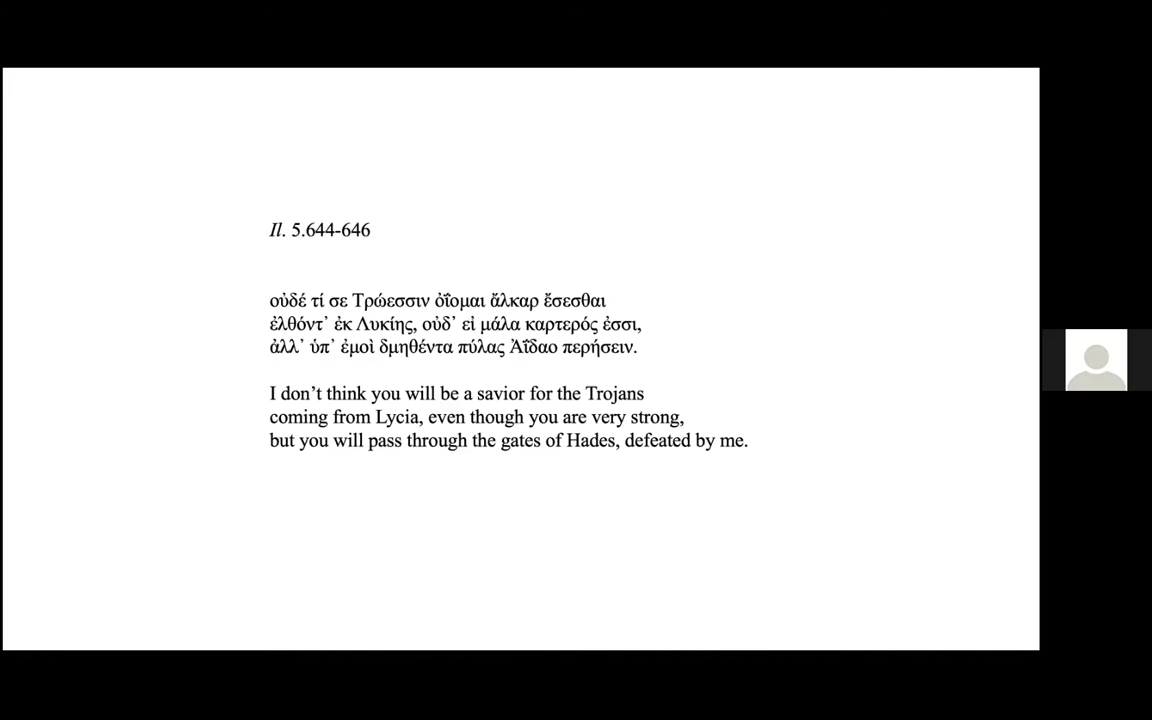 Il. 5.644-646
οὐδέ τί σε Τρώεσσιν ὀΐομαι ἄλκαρ ἔσεσθαι
ἐλθόντ᾽ ἐκ Λυκίης, οὐδ᾽ εἰ μάλα καρτερός ἐσσι,
ἀλλ᾽ ὑπ᾽ ἐμοὶ δμηθέντα πύλας Ἀΐδαο περήσειν.
I don’t think you will be a savior for the Trojans
coming from Lycia, even though you are very strong,
but you will pass through the gates of Hades, defeated by me.